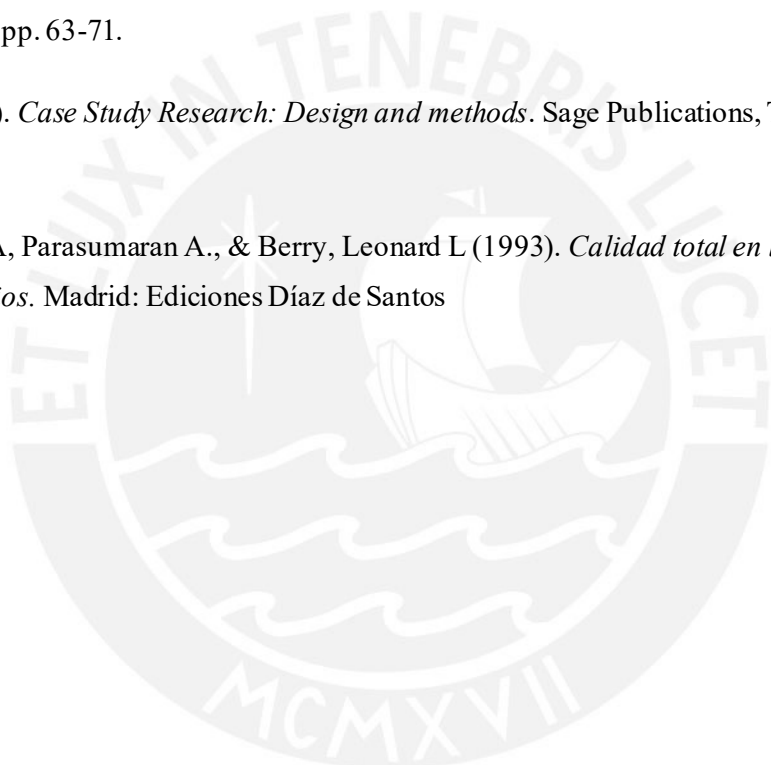 pp. 63-71.
). Case Study Research: Design and methods. Sage Publications,
A, Parasumaran A., & Berry, Leonard L (1993). Calidad total en
ios. Madrid: Ediciones Díaz de Santos
ET LUX IN TENEBRIS LUCET
MCMXVII